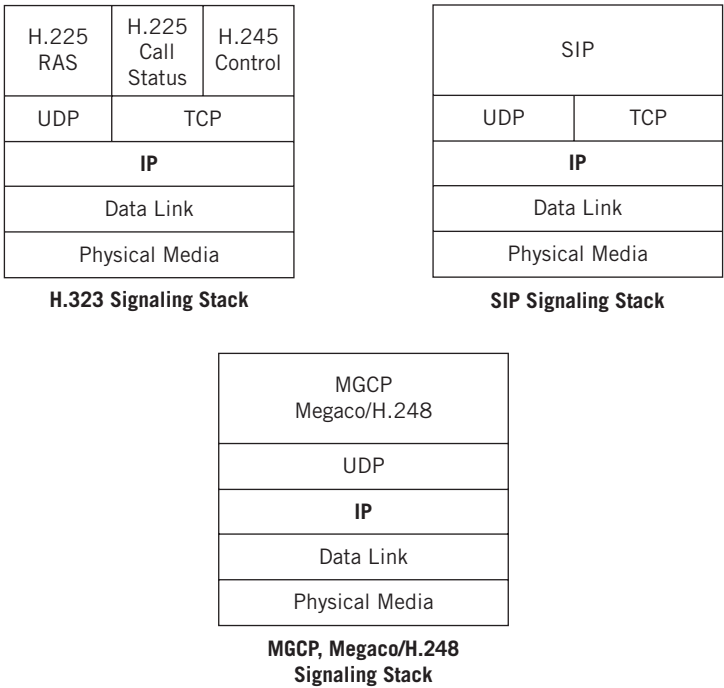 H.225
RAS
H.225
Call
Status
H.245
Control
UDP
TCP
IP
Data Link
Physical Media
H.323 Signaling Stack
SIP
UDP
TCP
IP
Data Link
Physical Media
SIP Signaling Stack
MGCP
Megaco/H.248
UDP
IP
Data Link
Physical Media
MGCP, Megaco/H.248
Signaling Stack